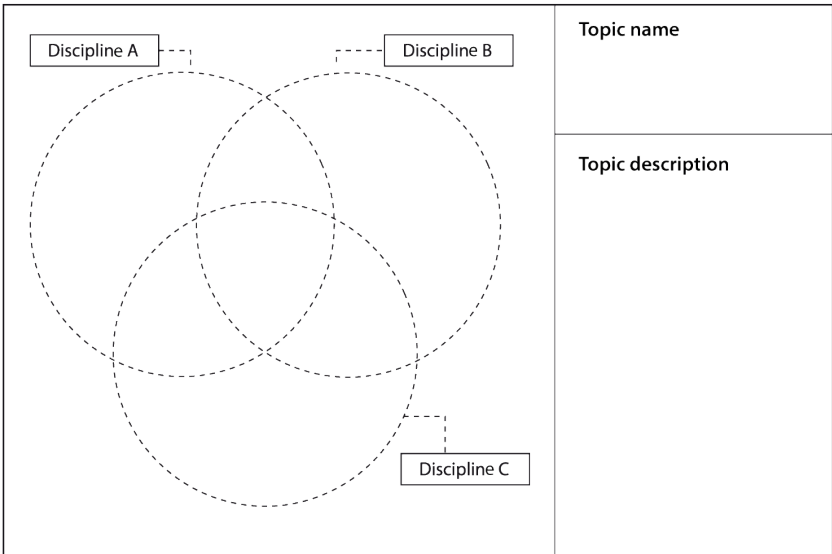 Discipline A
Discipline B
Discipline C
Topic name
Topic description